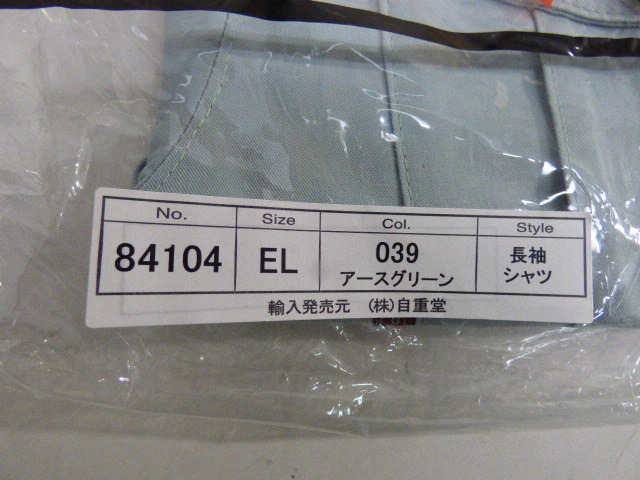 No. Size Col. Style
84104 EL 039 長袖
アースグリーン シャツ
輸入発売元 (株)自重堂